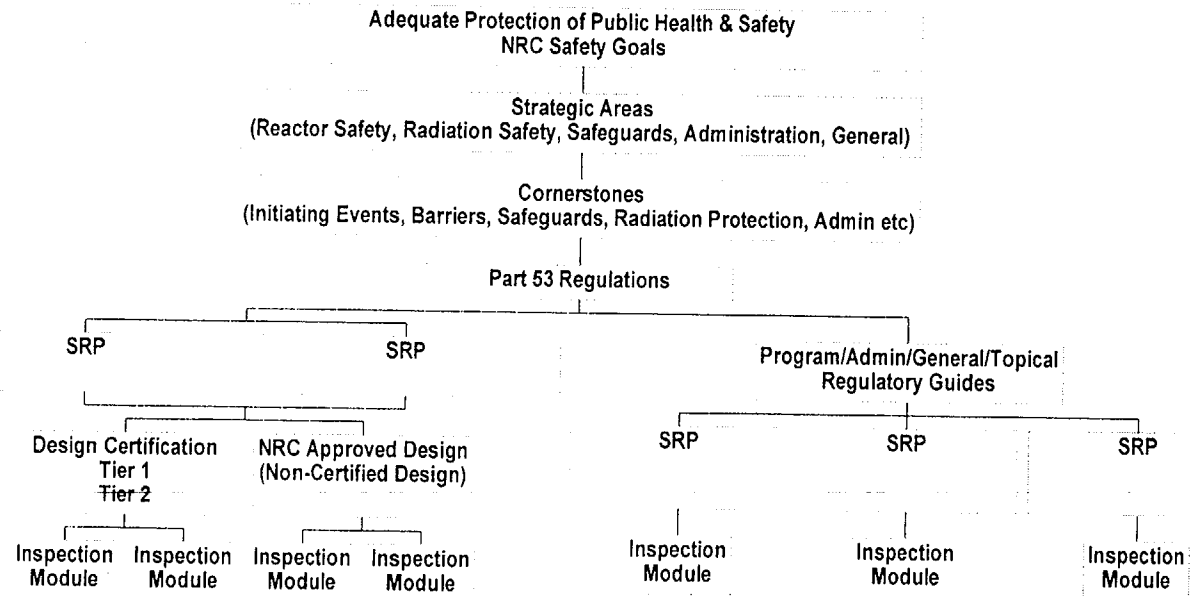 Adequate Protection of Public Health & Safety
NRC Safety Goals
Strategic Areas
(Reactor Safety, Radiation Safety, Safeguards, Administration, General)
Cornerstones
(Initiating Events, Barriers, Safeguards, Radiation Protection, Admin etc)
Part 53 Regulations
SRP
SRP
Program/Admin/General/Topical
Regulatory Guides
SRP
SRP
SRP
Design Certification
Tier 1
Tier 2
NRC Approved Design
(Non-Certified Design)
Inspection
Module
Inspection
Module
Inspection
Module
Inspection
Module
Inspection
Module
Inspection
Module
Inspection
Module